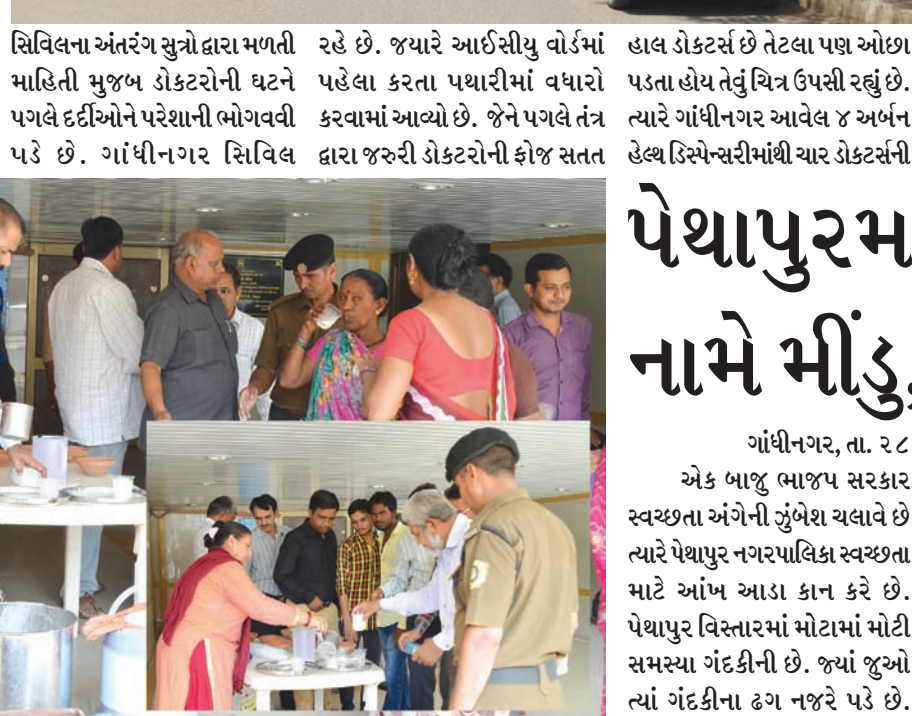 સિવિલના અંતરંગ સુત્રો દ્વારા મળતી
માહિતી મુજબ ડોકટરોની ઘટને
પગલે દર્દીઓને પરેશાની ભોગવવી
પડે છે. ગાંધીનગર સિવિલ
રહે છે. જયારે આઈસીયુ વોર્ડમાં
પહેલા કરતા પથારીમાં વધારો
કરવામાં આવ્યો છે. જેને પગલે તંત્ર
દ્વારા જરુરી ડોકટરોની ફોજ સતત
હાલ ડોકટર્સ છે તેટલા પણ ઓછા
પડતા હોય તેવું ચિત્ર ઉપસી રહ્યું છે.
ત્યારે ગાંધીનગર આવેલ ૪ અર્બન
હેલ્થ ડિસ્પેન્સરીમાંથી ચાર ડોકટર્સની
પેથાપુરમ
નામે મીંડુ,
ગાંધીનગર, તા. ૨૮
એક બાજુ ભાજપ સરકાર
સ્વચ્છતા અંગેની ઝુંબેશ ચલાવે છે
ત્યારે પેથાપુર નગરપાલિકા સ્વચ્છતા
માટે આંખ આડા કાન કરે છે.
પેથાપુર વિસ્તારમાં મોટામાં મોટી
સમસ્યા ગંદકીની છે. જ્યાં જુઓ
ત્યાં ગંદકીના ઢગ નજરે પડે છે.